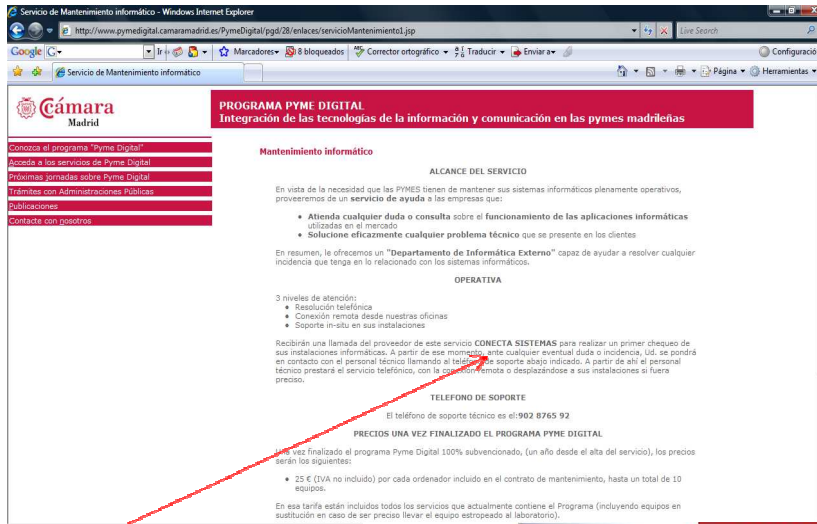 Servicio de Mantenimiento informático - Windows Internet Explorer
http://www.pymedigital.camaramadrid.es/PymeDigital/pgd/28/enlaces/servicioMantenimiento1.jsp
Live Search
Google G Ir 8 bloqueados Marcadores Corrector ortográfico Traducir Enviar a Configuració
Servicio de Mantenimiento informático
Página Herramientas
Cámara
Madrid
PROGRAMA PYME DIGITAL
Integración de las tecnologías de la información y comunicación en las pymes madrileñas
Conozca el programa "Pyme Digital"
Acceda a los servicios de Pyme Digital
Próximas jornadas sobre Pyme Digital
Trámites con Administraciones Públicas
Publicaciones
Contacte con nosotros
Mantenimiento informático
ALCANCE DEL SERVICIO
En vista de la necesidad que las PYMES tienen de mantener sus sistemas informáticos plenamente operativos,
proveeremos de un servicio de ayuda a las empresas que:
• Atienda cualquier duda o consulta sobre el funcionamiento de las aplicaciones informáticas
utilizadas en el mercado
• Solucione eficazmente cualquier problema técnico que se presente en los clientes
En resumen, le ofrecemos un "Departamento de Informática Externo" capaz de ayudar a resolver cualquier
incidencia que tenga en lo relacionado con los sistemas informáticos.
OPERATIVA
3 niveles de atención:
• Resolución telefónica
• Conexión remota desde nuestras oficinas
• Soporte in-situ en sus instalaciones
Recibirán una llamada del proveedor de este servicio CONECTA SISTEMAS para realizar un primer chequeo de
sus instalaciones informáticas. A partir de ese momento, ante cualquier eventual duda o incidencia, Ud. se pondrá
en contacto con el personal técnico llamando al teléfono de soporte abajo indicado. A partir de ahí el personal
técnico prestará el servicio telefónico, con la conexión remota o desplazándose a sus instalaciones si fuera
preciso.
TELEFONO DE SOPORTE
El teléfono de soporte técnico es el:902 8765 92
PRECIOS UNA VEZ FINALIZADO EL PROGRAMA PYME DIGITAL
Una vez finalizado el programa Pyme Digital 100% subvencionado, (un año desde el alta del servicio), los precios
serán los siguientes:
• 25 € (IVA no incluido) por cada ordenador incluido en el contrato de mantenimiento, hasta un total de 10
equipos.
En esa tarifa están incluidos todos los servicios que actualmente contiene el Programa (incluyendo equipos en
sustitución en caso de ser preciso llevar el equipo estropeado al laboratorio).